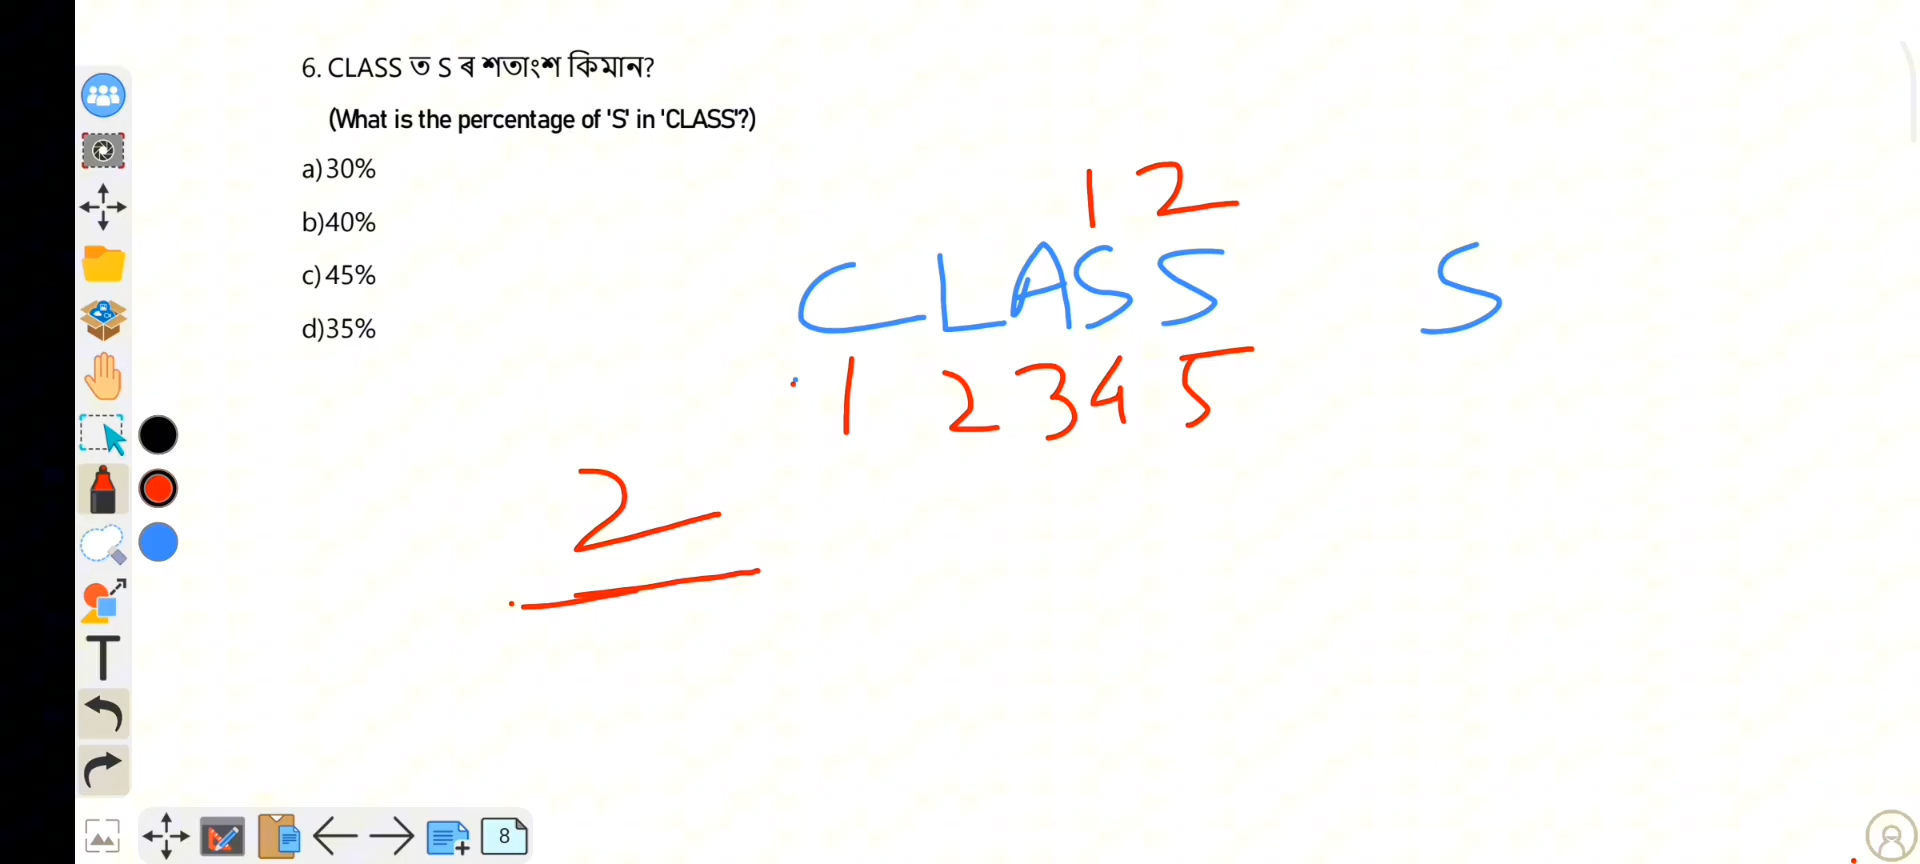 6. CLASS ত S ৰ শতাংশ কিমান?
(What is the percentage of 'S' in 'CLASS'?)
a)30%
b)40%
c)45%
d)35%
1 2
CLASS S
1 2 3 4 5
2
T
8